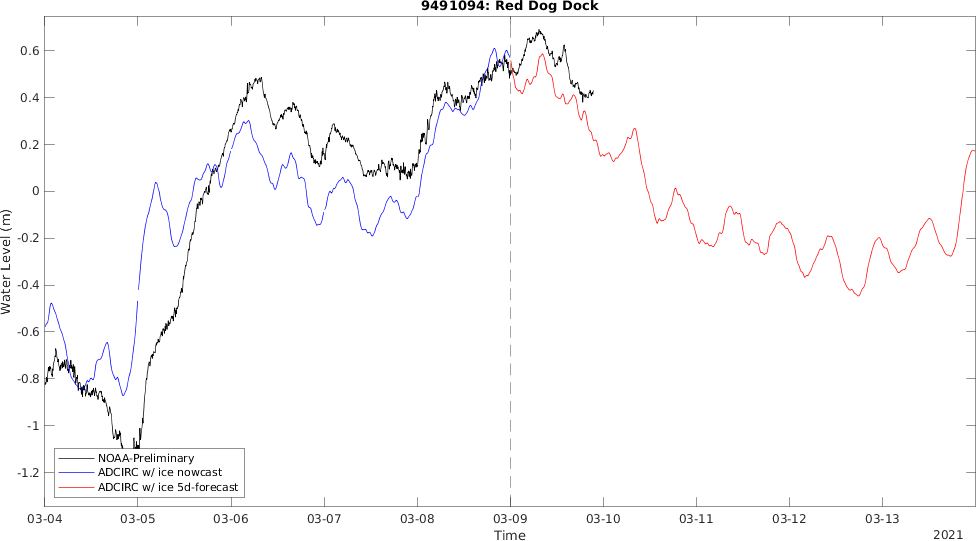 9491094: Red Dog Dock
0.6
0.4
0.2
0
-0.2
-0.4
-0.6
-0.8
-1
-1.2
Water Level (m)
NOAA-Preliminary
ADCIRC w/ ice nowcast
ADCIRC w/ ice 5d-forecast
03-04 03-05 03-06 03-07 03-08 03-09 03-10 03-11 03-12 03-13
Time
2021